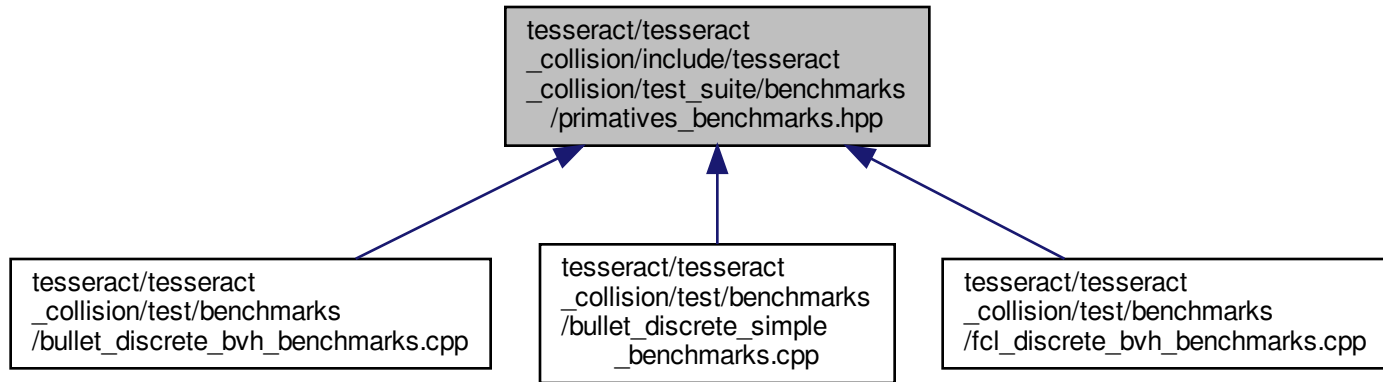 tesseract/tesseract
_collision/include/tesseract
_collision/test_suite/benchmarks
/primatives_benchmarks.hpp
tesseract/tesseract
_collision/test/benchmarks
/bullet_discrete_bvh_benchmarks.cpp
tesseract/tesseract
_collision/test/benchmarks
/bullet_discrete_simple
_benchmarks.cpp
tesseract/tesseract
_collision/test/benchmarks
/fcl_discrete_bvh_benchmarks.cpp